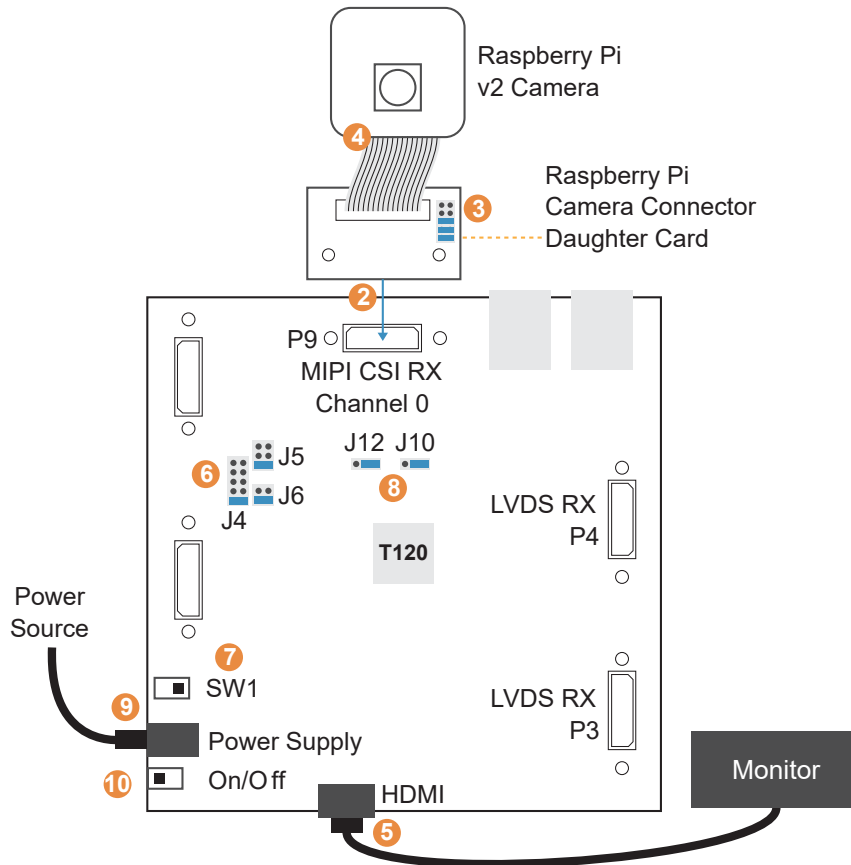 Raspberry Pi
v2 Camera
4
Raspberry Pi
Camera Connector
Daughter Card
3
2
P9
MIPI CSI RX
Channel 0
J12 J10
J5
6
J6
J4
8
LVDS RX
P4
T120
Power
Source
7
SW1
LVDS RX
P3
9
Power Supply
Monitor
10
On/Off
HDMI
5